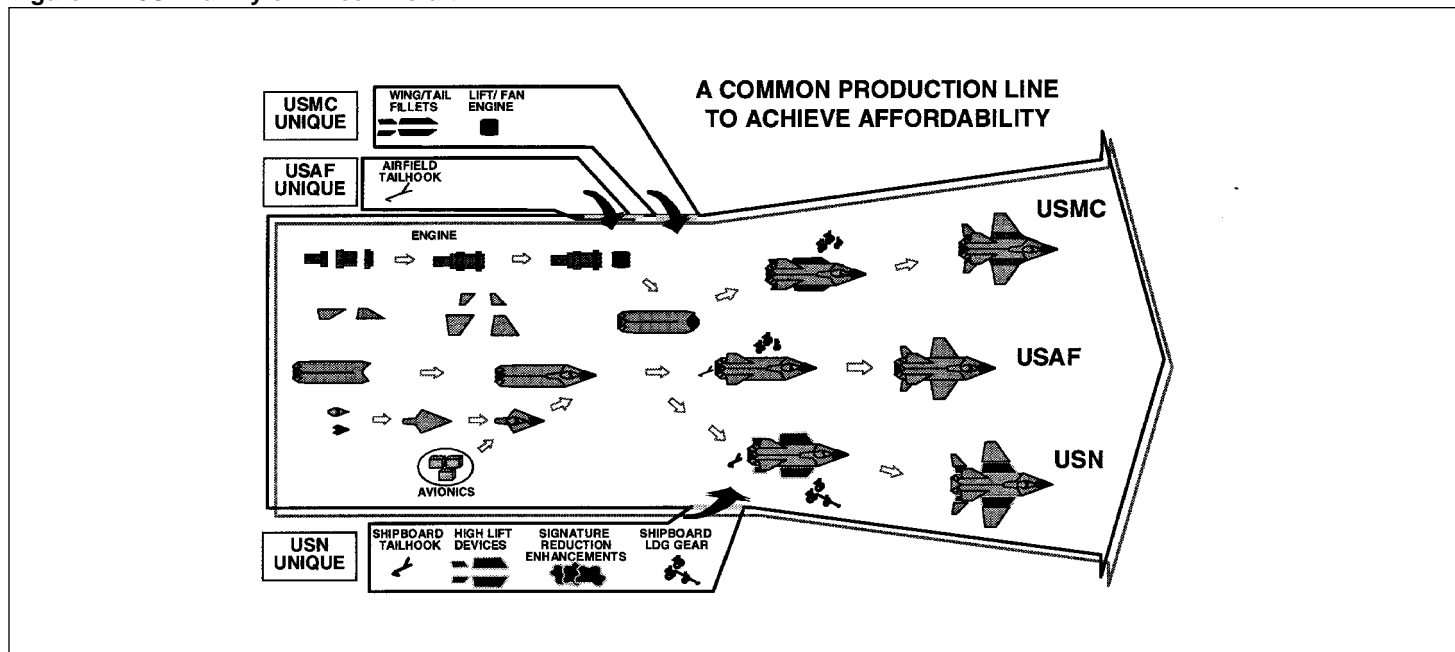 A COMMON PRODUCTION LINE
TO ACHIEVE AFFORDABILITY
USMC
UNIQUE
WING/TAIL
FILLETS
LIFT/ FAN
ENGINE
USAF
UNIQUE
AIRFIELD
TAILHOOK
ENGINE
AVIONICS
USMC
USAF
USN
USN
UNIQUE
SHIPBOARD
TAILHOOK
HIGH LIFT
DEVICES
SIGNATURE
REDUCTION
ENHANCEMENTS
SHIPBOARD
LDG GEAR